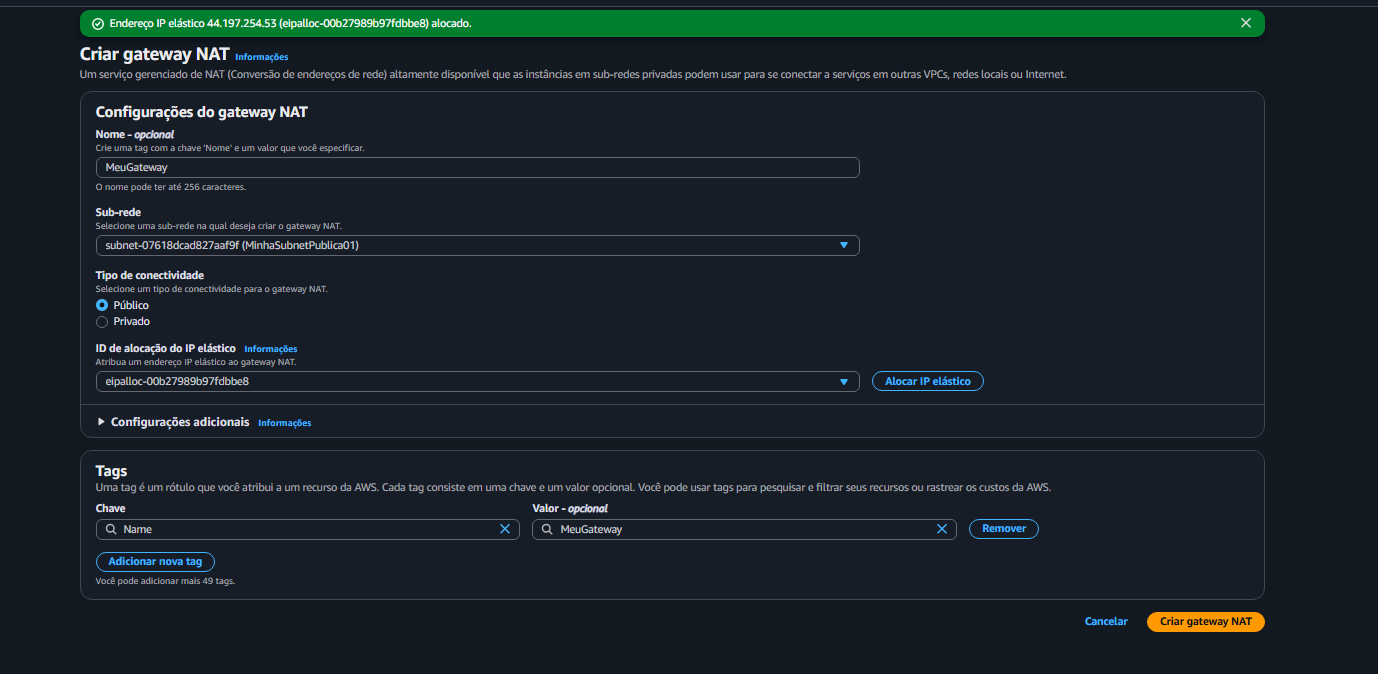 Endereço IP elástico 44.197.254.53 (eipalloc-00b27989b97fdbbe8) alocado.
Criar gateway NAT Informações
Um serviço gerenciado de NAT (Conversão de endereços de rede) altamente disponível que as instâncias em sub-redes privadas podem usar para se conectar a serviços em outras VPCs, redes locais ou Internet.
Configurações do gateway NAT
Nome - opcional
Crie uma tag com a chave 'Nome' e um valor que você especificar.
MeuGateway
O nome pode ter até 256 caracteres.
Sub-rede
Selecione uma sub-rede na qual deseja criar o gateway NAT.
subnet-07618dcad827aaf9f (MinhaSubnetPublica01)
Tipo de conectividade
Selecione um tipo de conectividade para o gateway NAT.
Público
Privado
ID de alocação do IP elástico Informações
Atribua um endereço IP elástico ao gateway NAT.
eipalloc-00b27989b97fdbbe8 Alocar IP elástico
Configurações adicionais Informações
Tags
Uma tag é um rótulo que você atribui a um recurso da AWS. Cada tag consiste em uma chave e um valor opcional. Você pode usar tags para pesquisar e filtrar seus recursos ou rastrear os custos da AWS.
Chave Valor - opcional
Name MeuGateway Remover
Adicionar nova tag
Você pode adicionar mais 49 tags.
Cancelar Criar gateway NAT